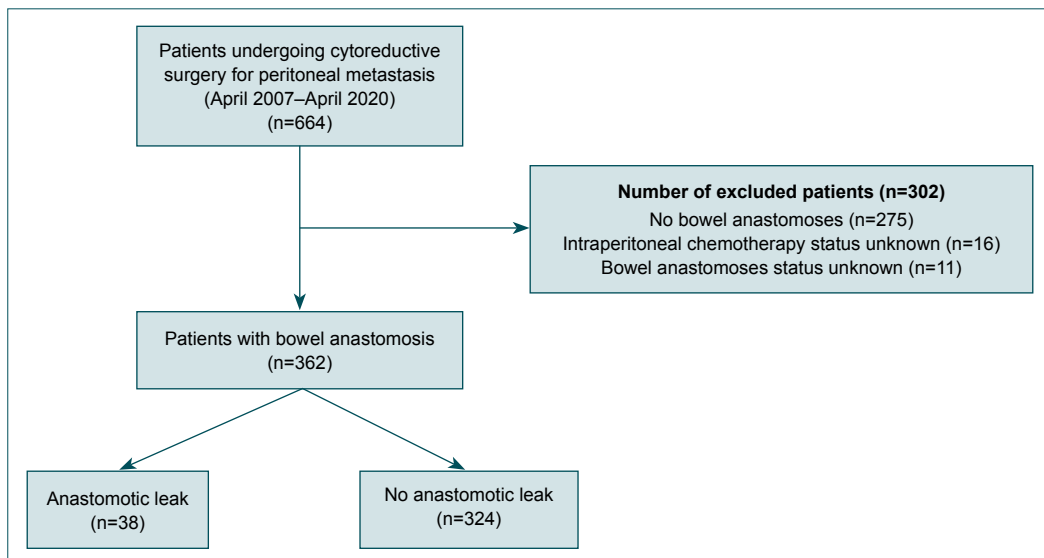 Patients undergoing cytoreductive
surgery for peritoneal metastasis
(April 2007–April 2020)
(n=664)
Number of excluded patients (n=302)
No bowel anastomoses (n=275)
Intraperitoneal chemotherapy status unknown (n=16)
Bowel anastomoses status unknown (n=11)
Patients with bowel anastomosis
(n=362)
Anastomotic leak
(n=38)
No anastomotic leak
(n=324)